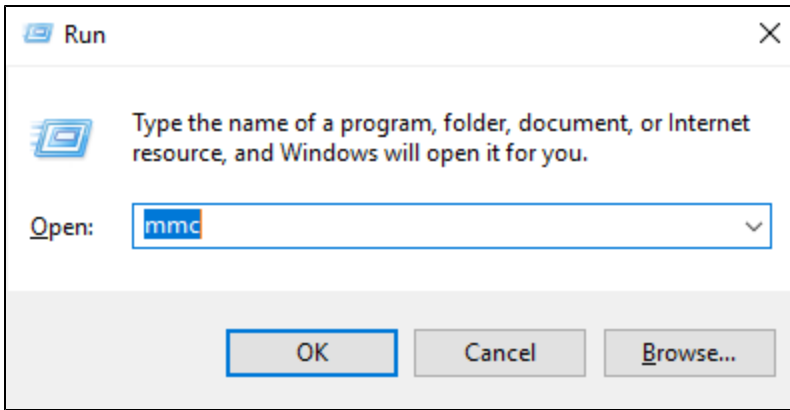 Run
Type the name of a program, folder, document, or Internet
resource, and Windows will open it for you.
Open: mmc
OK Cancel Browse...